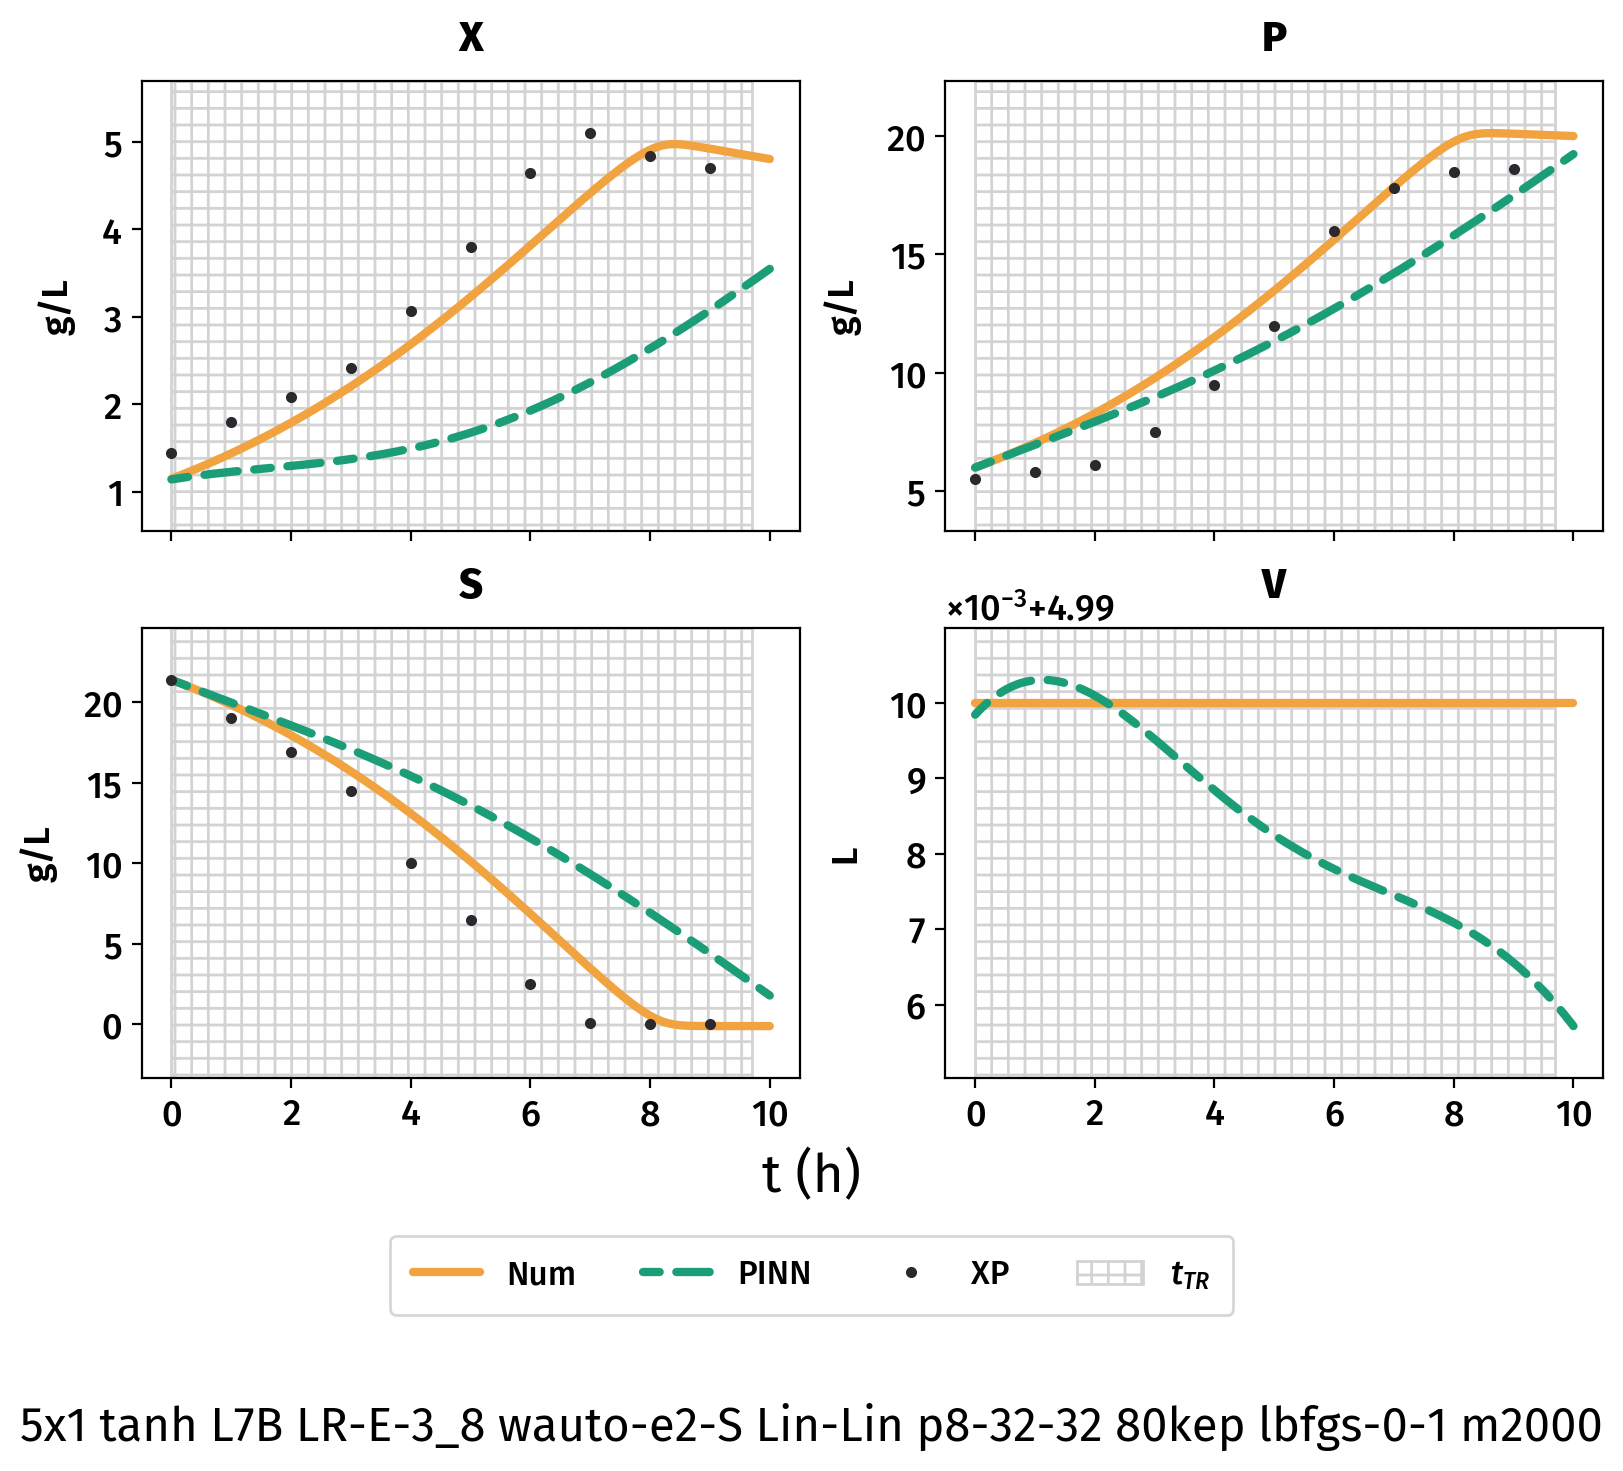 X
5
4
3
2
1
g/L
P
20
15
10
5
g/L
S
20
15
10
5
0
g/L
0 2 4 6 8 10
V
×10⁻³+4.99
10
9
8
7
6
L
0 2 4 6 8 10
t (h)
Num PINN XP t_TR
5x1 tanh L7B LR-E-3_8 wauto-e2-S Lin-Lin p8-32-32 80kep lbfgs-0-1 m2000